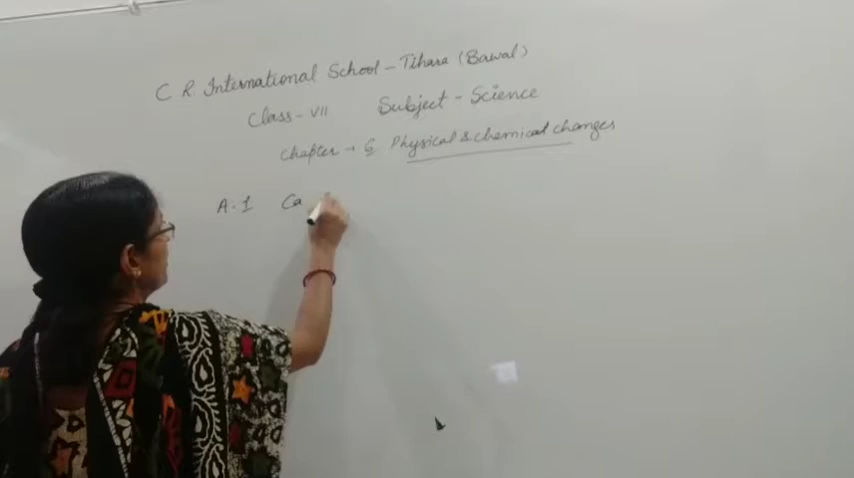 C. R. International School - Tihara (Bawal)
Class - VII Subject - Science
Chapter → 6 Physical & chemical changes
A.1 Ca